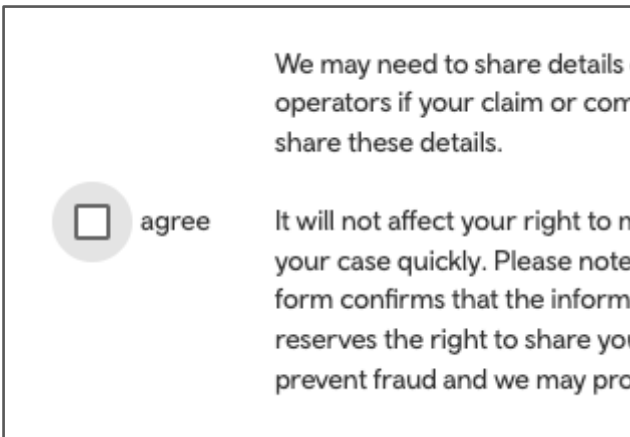 We may need to share details
operators if your claim or com
share these details.
agree
It will not affect your right to
your case quickly. Please note
form confirms that the inform
reserves the right to share you
prevent fraud and we may pro